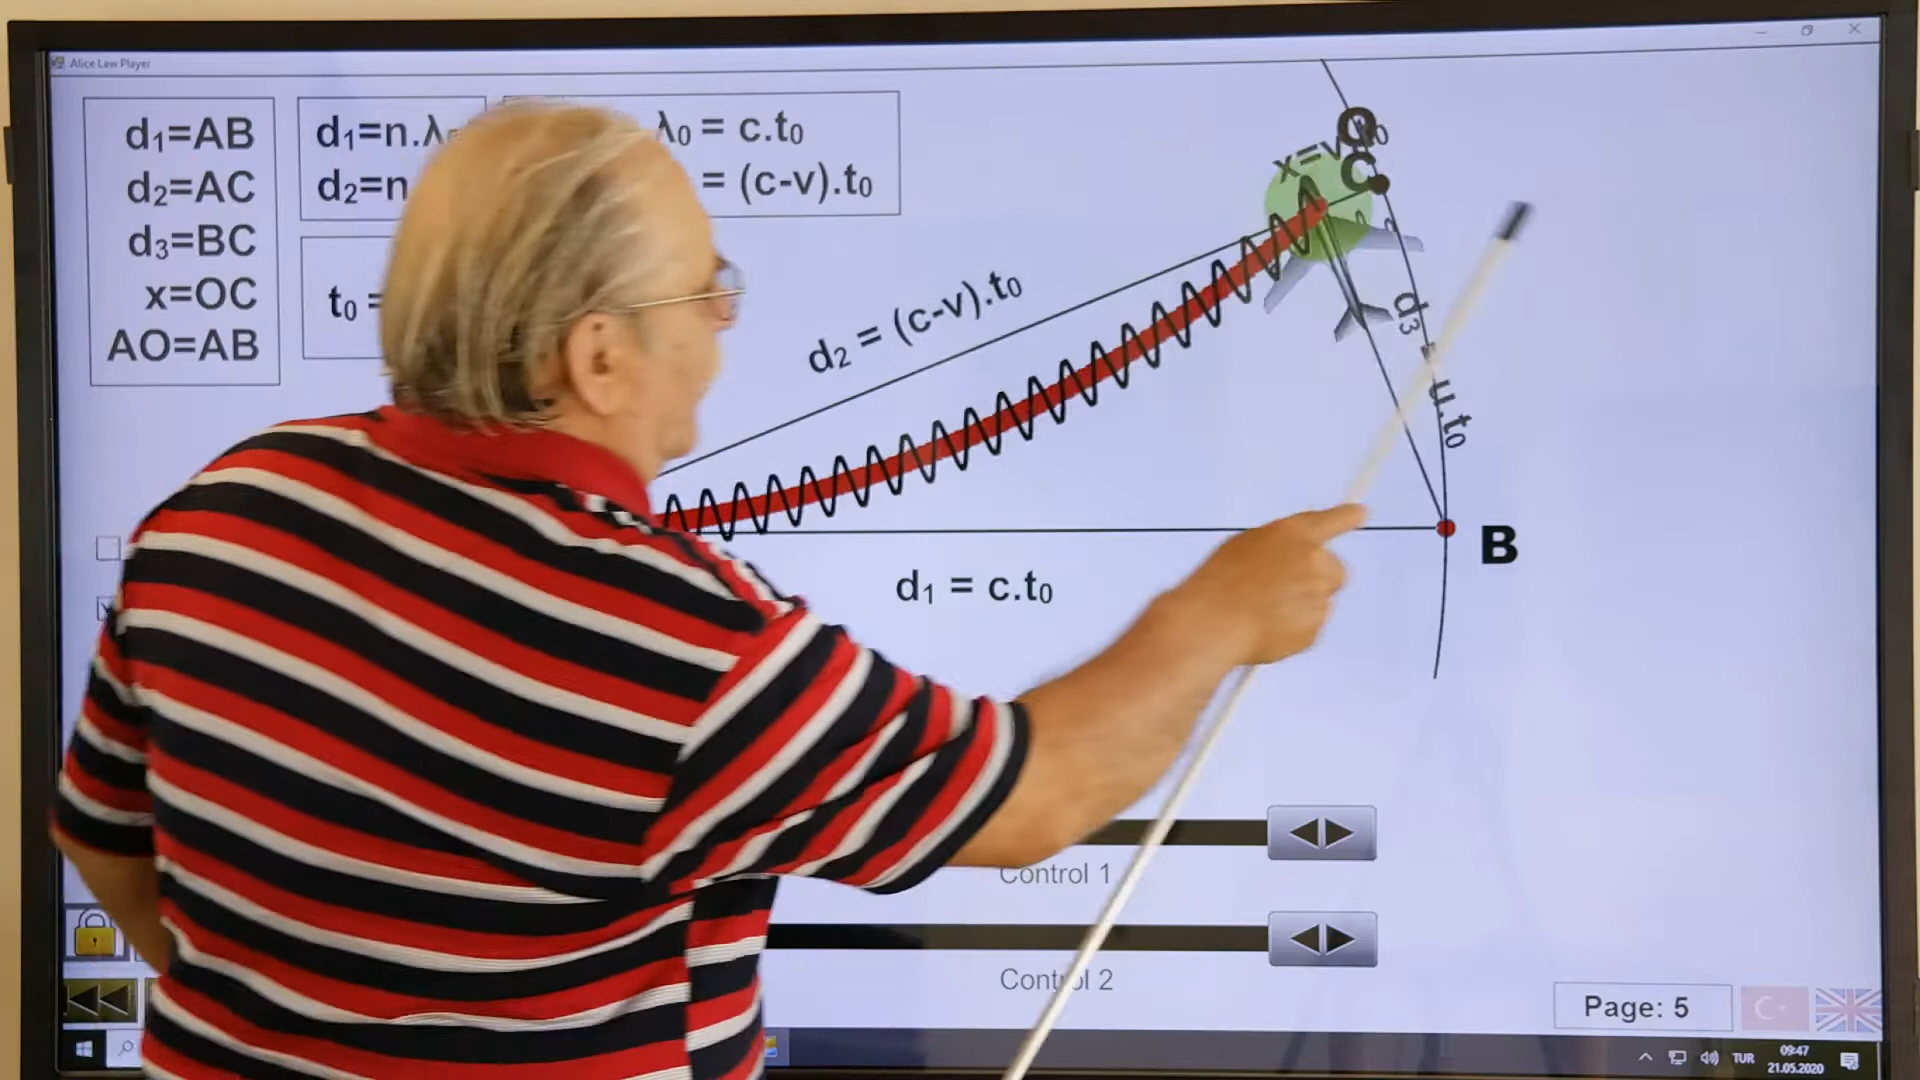 Alice Law Player
d₁=AB
d₂=AC
d₃=BC
x=OC
AO=AB
d₁=n.λ
d₂=n
λ₀ = c.t₀
= (c-v).t₀
t₀ =
O
C
d₂ = (c-v).t₀
d₃
u.t₀
B
d₁ = c.t₀
Control 1
Control 2
Page: 5
TUR
09:47
21.05.2020